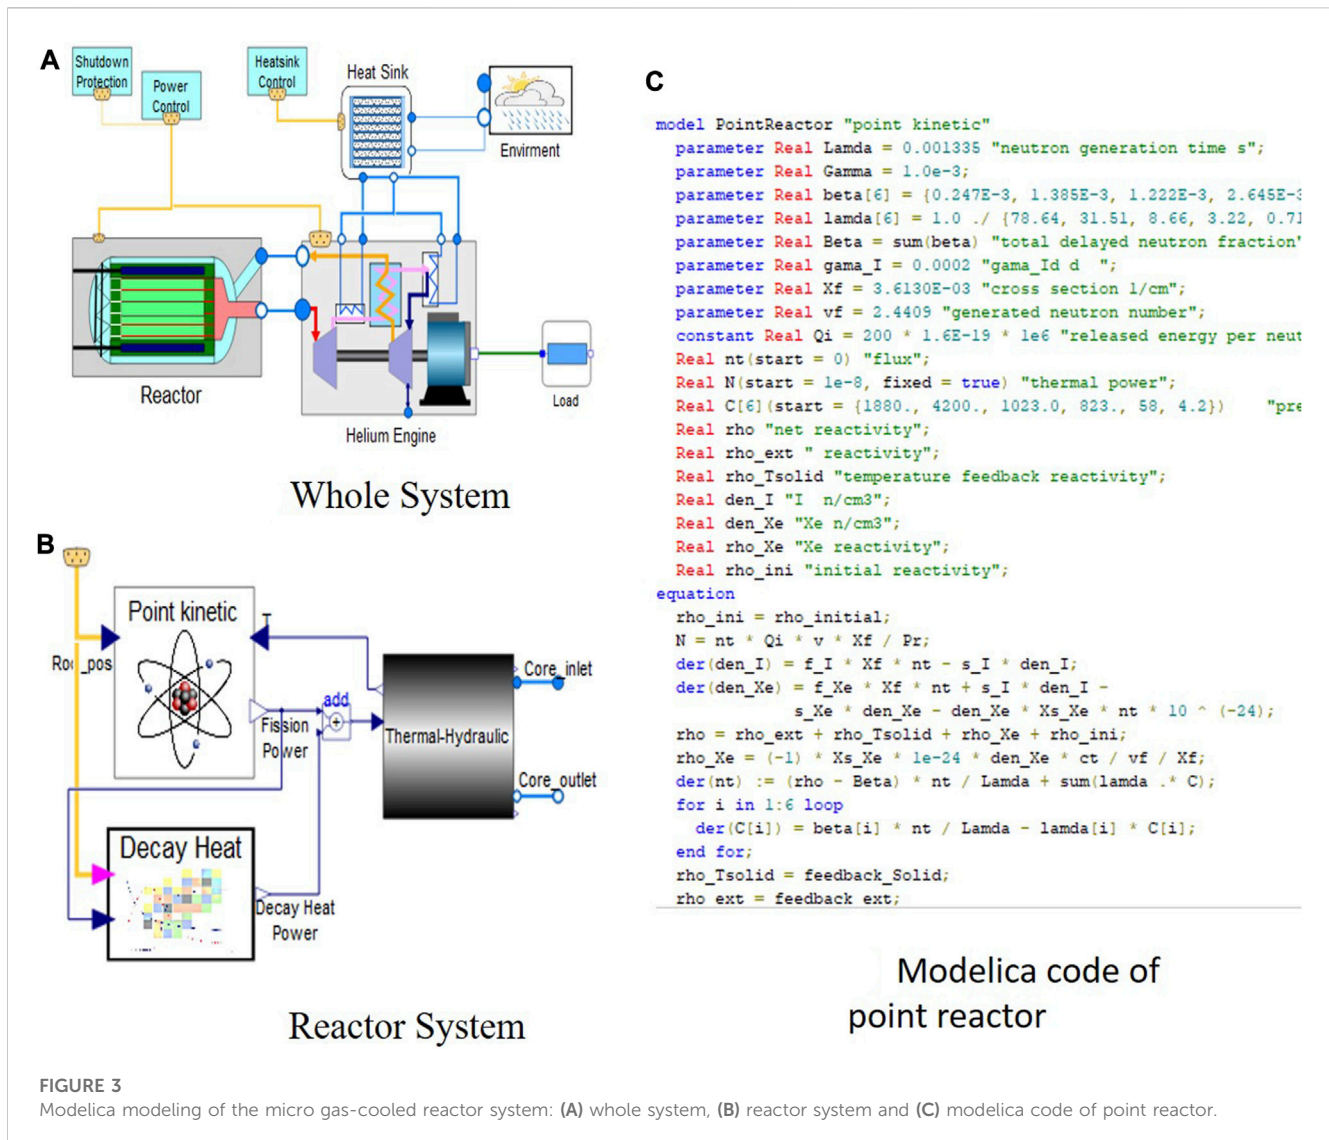 A
Shutdown
Protection
Power
Control
Heatsink
Control
Heat Sink
Envirment
Reactor
Helium Engine
Load
Whole System
B
Point kinetic
T
Rod_pos
Fission
Power
add
+
Thermal-Hydraulic
Core_inlet
Core_outlet
Decay Heat
Decay Heat
Power
Reactor System
C
model PointReactor "point kinetic"
parameter Real Lamda = 0.001335 "neutron generation time s";
parameter Real Gamma = 1.0e-3;
parameter Real beta[6] = {0.247E-3, 1.385E-3, 1.222E-3, 2.645E-3
parameter Real lamda[6] = 1.0 ./ {78.64, 31.51, 8.66, 3.22, 0.71
parameter Real Beta = sum(beta) "total delayed neutron fraction"
parameter Real gama_I = 0.0002 "gama_Id d  ";
parameter Real Xf = 3.6130E-03 "cross section 1/cm";
parameter Real vf = 2.4409 "generated neutron number";
constant Real Qi = 200 * 1.6E-19 * 1e6 "released energy per neut
Real nt(start = 0) "flux";
Real N(start = 1e-8, fixed = true) "thermal power";
Real C[6](start = {1880., 4200., 1023.0, 823., 58, 4.2}) "pre
Real rho "net reactivity";
Real rho_ext " reactivity";
Real rho_Tsolid "temperature feedback reactivity";
Real den_I "I  n/cm3";
Real den_Xe "Xe n/cm3";
Real rho_Xe "Xe reactivity";
Real rho_ini "initial reactivity";
equation
rho_ini = rho_initial;
N = nt * Qi * v * Xf / Pr;
der(den_I) = f_I * Xf * nt - s_I * den_I;
der(den_Xe) = f_Xe * Xf * nt + s_I * den_I -
s_Xe * den_Xe - den_Xe * Xs_Xe * nt * 10 ^ (-24);
rho = rho_ext + rho_Tsolid + rho_Xe + rho_ini;
rho_Xe = (-1) * Xs_Xe * 1e-24 * den_Xe * ct / vf / Xf;
der(nt) := (rho - Beta) * nt / Lamda + sum(lamda .* C);
for i in 1:6 loop
der(C[i]) = beta[i] * nt / Lamda - lamda[i] * C[i];
end for;
rho_Tsolid = feedback_Solid;
rho_ext = feedback_ext;
Modelica code of
point reactor
FIGURE 3
Modelica modeling of the micro gas-cooled reactor system: (A) whole system, (B) reactor system and (C) modelica code of point reactor.